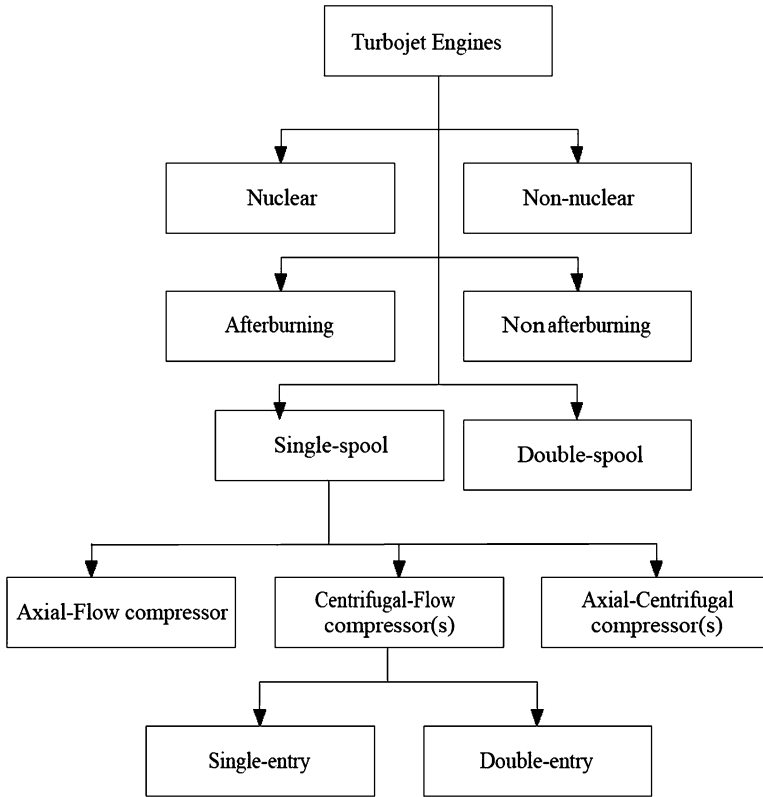 Turbojet Engines
Nuclear
Non-nuclear
Afterburning
Non afterburning
Single-spool
Double-spool
Axial-Flow compressor
Centrifugal-Flow
compressor(s)
Axial-Centrifugal
compressor(s)
Single-entry
Double-entry